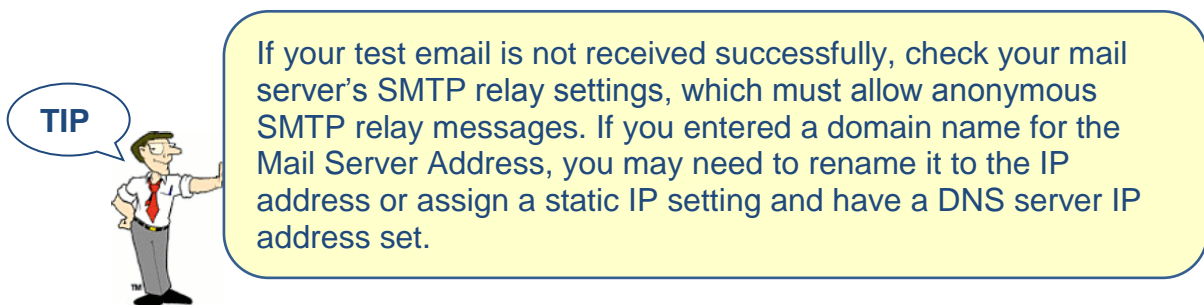 TIP
If your test email is not received successfully, check your mail
server’s SMTP relay settings, which must allow anonymous
SMTP relay messages. If you entered a domain name for the
Mail Server Address, you may need to rename it to the IP
address or assign a static IP setting and have a DNS server IP
address set.
TM